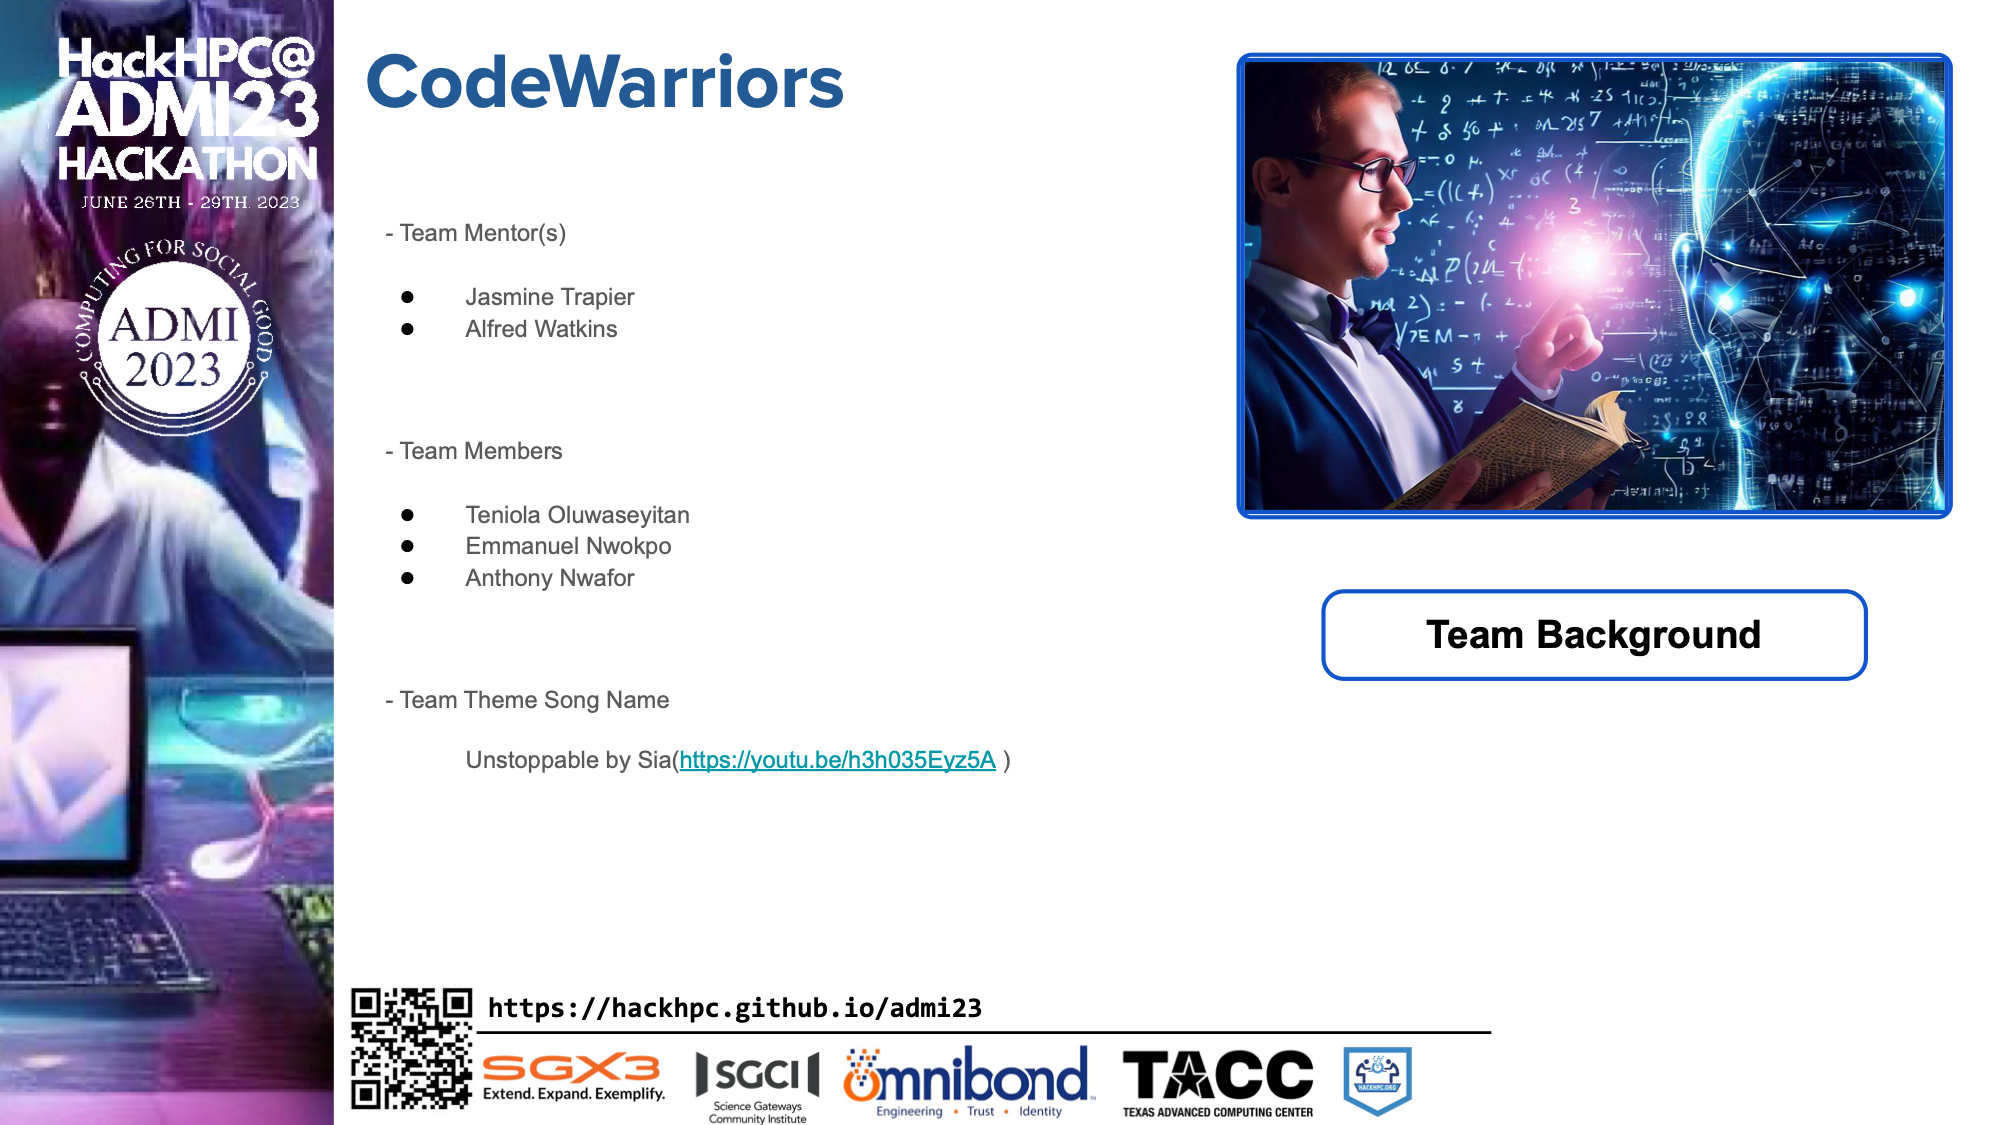 HackHPC@
ADMI23
HACKATHON
JUNE 26TH - 29TH, 2023
COMPUTING FOR SOCIAL GOOD
ADMI
2023
CodeWarriors
- Team Mentor(s)
● Jasmine Trapier
● Alfred Watkins
- Team Members
● Teniola Oluwaseyitan
● Emmanuel Nwokpo
● Anthony Nwafor
- Team Theme Song Name
Unstoppable by Sia(https://youtu.be/h3h035Eyz5A )
Team Background
https://hackhpc.github.io/admi23
SGX3
Extend. Expand. Exemplify.
SGCI
Science Gateways
Community Institute
Omnibond
Engineering • Trust • Identity
TACC
TEXAS ADVANCED COMPUTING CENTER
HACKHPC.ORG